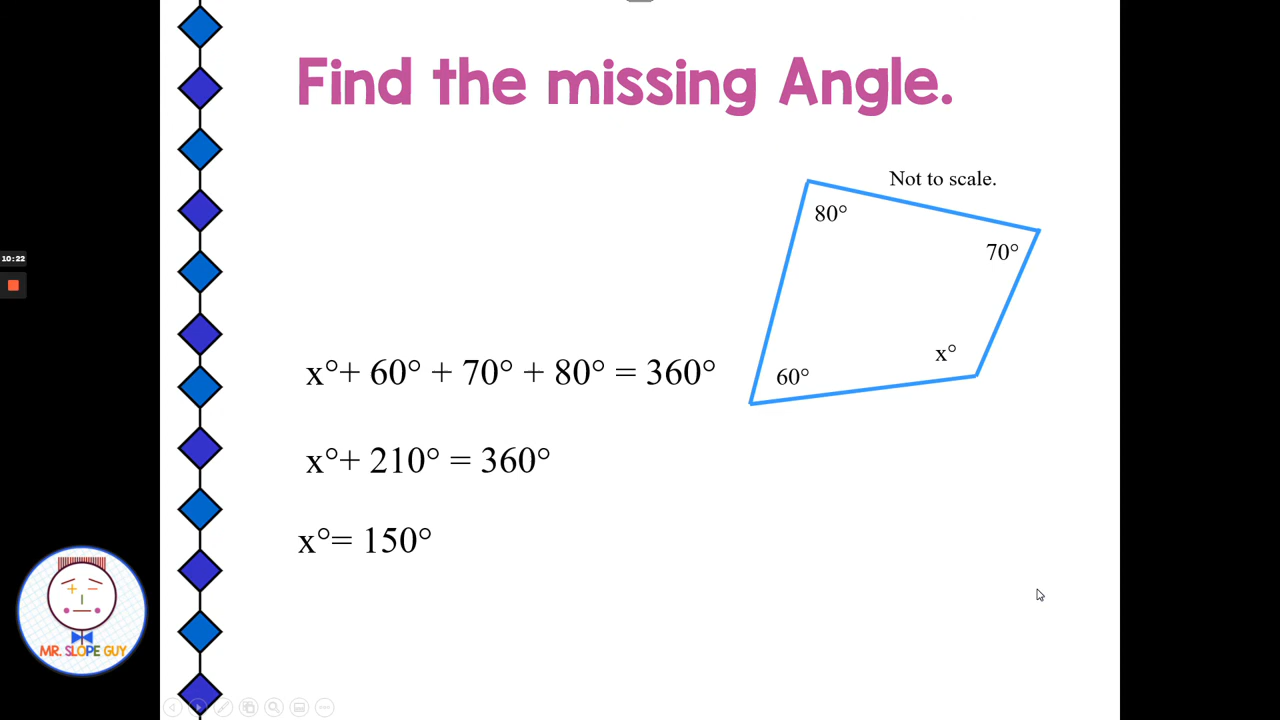 Find the missing Angle.
Not to scale.
80°
70°
10:22
x°
x°+ 60° + 70° + 80° = 360°
60°
x°+ 210° = 360°
x°= 150°
MR. SLOPE GUY